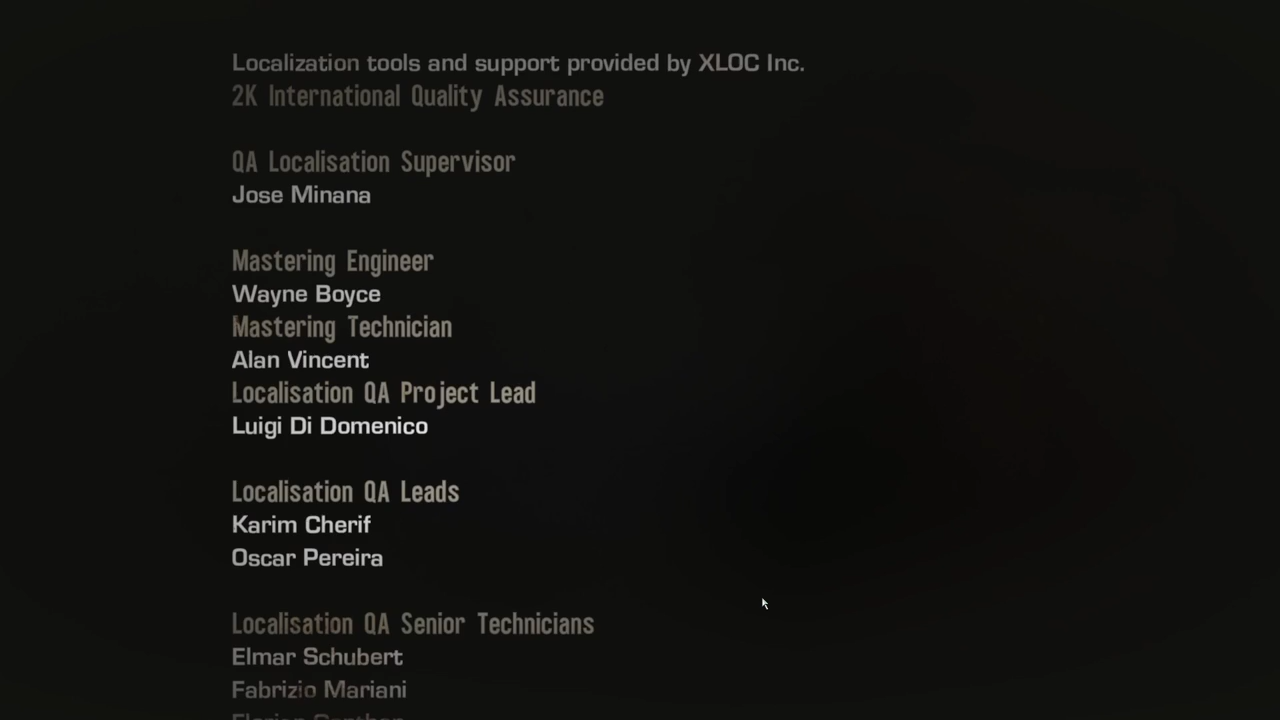 Localization tools and support provided by XLOC Inc.
2K International Quality Assurance
QA Localisation Supervisor
Jose Minana
Mastering Engineer
Wayne Boyce
Mastering Technician
Alan Vincent
Localisation QA Project Lead
Luigi Di Domenico
Localisation QA Leads
Karim Cherif
Oscar Pereira
Localisation QA Senior Technicians
Elmar Schubert
Fabrizio Mariani